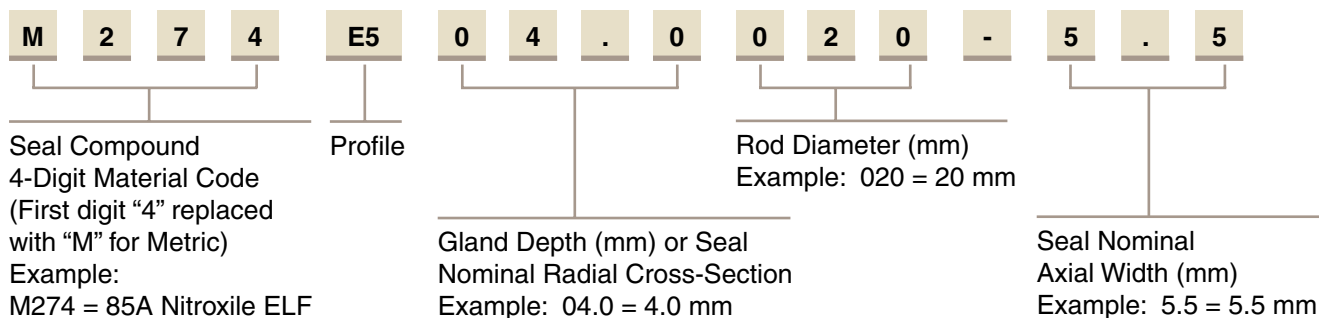 M 2 7 4 E5 0 4 . 0 0 2 0 - 5 . 5
Seal Compound
4-Digit Material Code
(First digit “4” replaced
with “M” for Metric)
Example:
M274 = 85A Nitroxile ELF
Profile
Gland Depth (mm) or Seal
Nominal Radial Cross-Section
Example: 04.0 = 4.0 mm
Rod Diameter (mm)
Example: 020 = 20 mm
Seal Nominal
Axial Width (mm)
Example: 5.5 = 5.5 mm